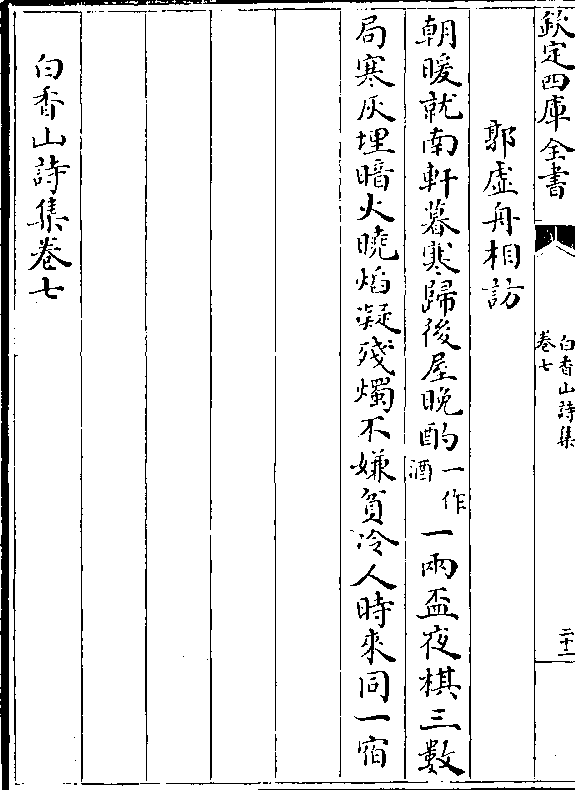 欽定四庫全書
白香山詩集
卷七
二十一
郭虛舟相訪
朝暖就南軒暮寒歸後屋晚酌一作酒一兩盃夜棋三數
局寒灰埋暗火曉焰凝殘燭不嫌貧冷人時來同一宿
白香山詩集卷七